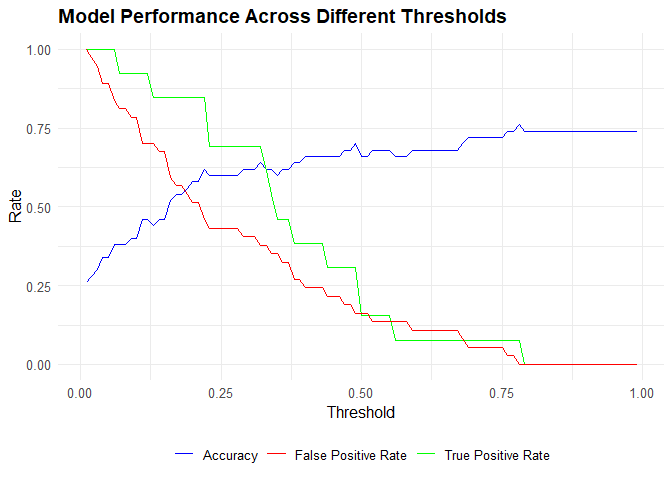 Model Performance Across Different Thresholds
1.00
0.75
0.50
0.25
0.00
Rate
0.00 0.25 0.50 0.75 1.00
Threshold
Accuracy False Positive Rate True Positive Rate